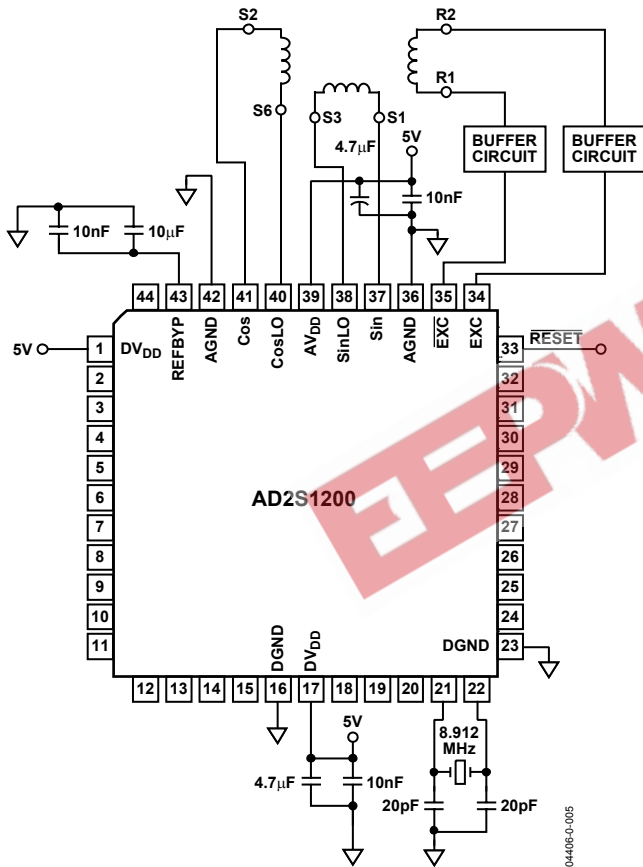 S2
R2
R1
S6
S3
S1
4.7µF
5V
BUFFER
CIRCUIT
BUFFER
CIRCUIT
10nF
10µF
10nF
44
43
42
41
40
39
38
37
36
35
34
REFBYP
AGND
Cos
CosLO
AVDD
SinLO
Sin
AGND
EXC
EXC
5V
1
DVDD
2
3
4
5
6
7
8
9
10
11
33
RESET
32
31
30
29
28
27
26
25
24
DGND
23
AD2S1200
EEPW
DGND
DVDD
12
13
14
15
16
17
18
19
20
21
22
5V
4.7µF
10nF
8.912
MHz
20pF
20pF
04406-0-005